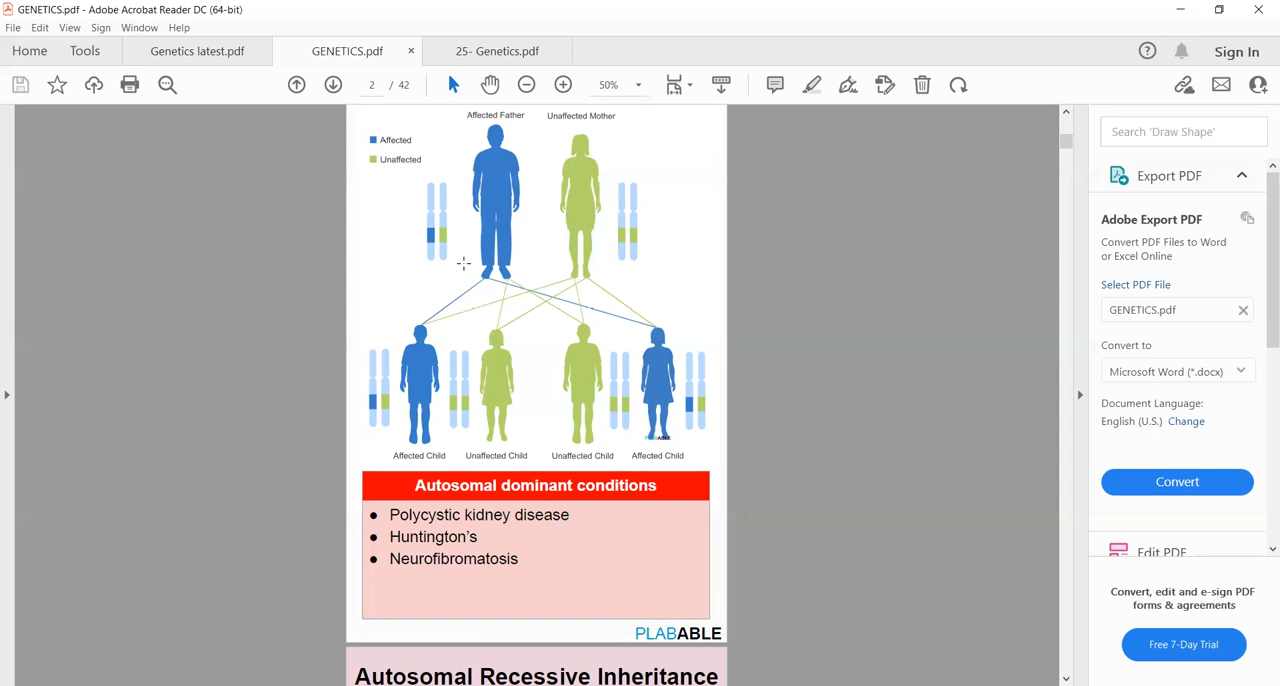 GENETICS.pdf - Adobe Acrobat Reader DC (64-bit)
File Edit View Sign Window Help
Home Tools Genetics latest.pdf GENETICS.pdf × 25- Genetics.pdf Sign In
2 / 42 50%
Affected Father Unaffected Mother
Affected
Unaffected
PLABABLE
Affected Child Unaffected Child Unaffected Child Affected Child
Autosomal dominant conditions
● Polycystic kidney disease
● Huntington's
● Neurofibromatosis
PLABABLE
Autosomal Recessive Inheritance
Search 'Draw Shape'
Export PDF
Adobe Export PDF
Convert PDF Files to Word
or Excel Online
Select PDF File
GENETICS.pdf
Convert to
Microsoft Word (*.docx)
Document Language:
English (U.S.) Change
Convert
Edit PDF
Convert, edit and e-sign PDF
forms & agreements
Free 7-Day Trial